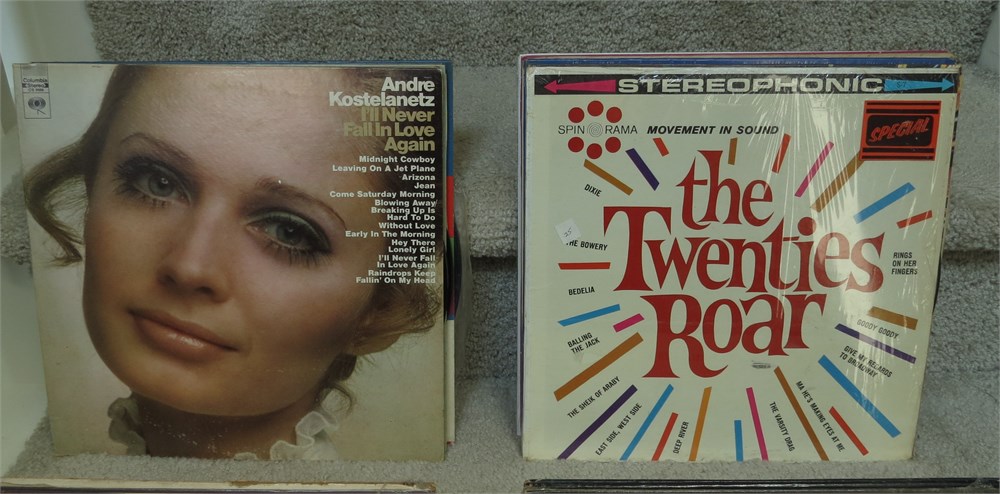 Columbia
Stereo
Andre
Kostelanetz
I'll Never
Fall In Love
Again
Midnight Cowboy
Leaving On A Jet Plane
Arizona
Jean
Come Saturday Morning
Blowing Away
Breaking Up Is
Hard To Do
Without Love
Early In The Morning
Hey There
Lonely Girl
I'll Never Fall
In Love Again
Raindrops Keep
Fallin' On My Head
STEREOPHONIC
SPIN O RAMA
MOVEMENT IN SOUND
SPECIAL
the
Twenties
Roar
DIXIE
THE BOWERY
BEDELIA
BALLING
THE JACK
THE SHEIK OF ARABY
EAST SIDE, WEST SIDE
DEEP RIVER
THE VARSITY DRAG
MA HE'S MAKING EYES AT ME
GIVE MY REGARDS
TO BROADWAY
GOODY GOODY
RINGS
ON HER
FINGERS